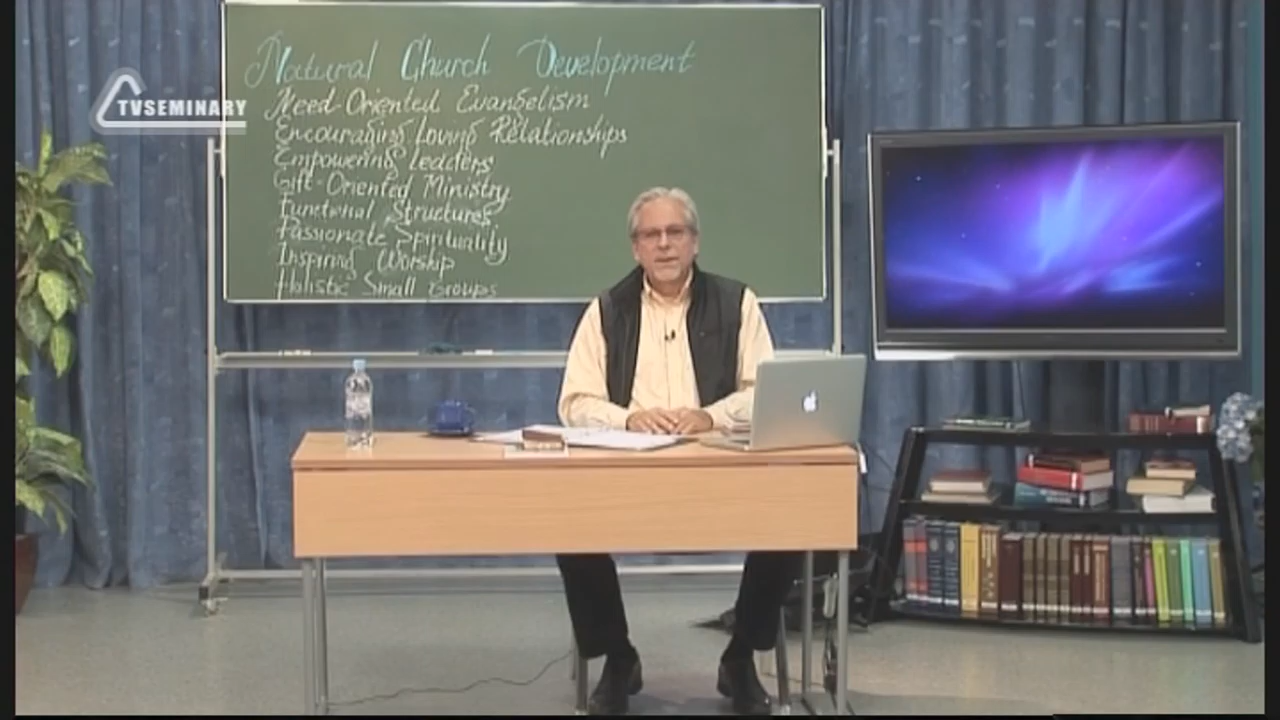 Natural Church Development
Need-Oriented Evangelism
Encouraging Loving Relationships
Empowering Leaders
Gift-Oriented Ministry
Functional Structures
Passionate Spirituality
Inspiring Worship
Holistic Small Groups
TVSEMINARY